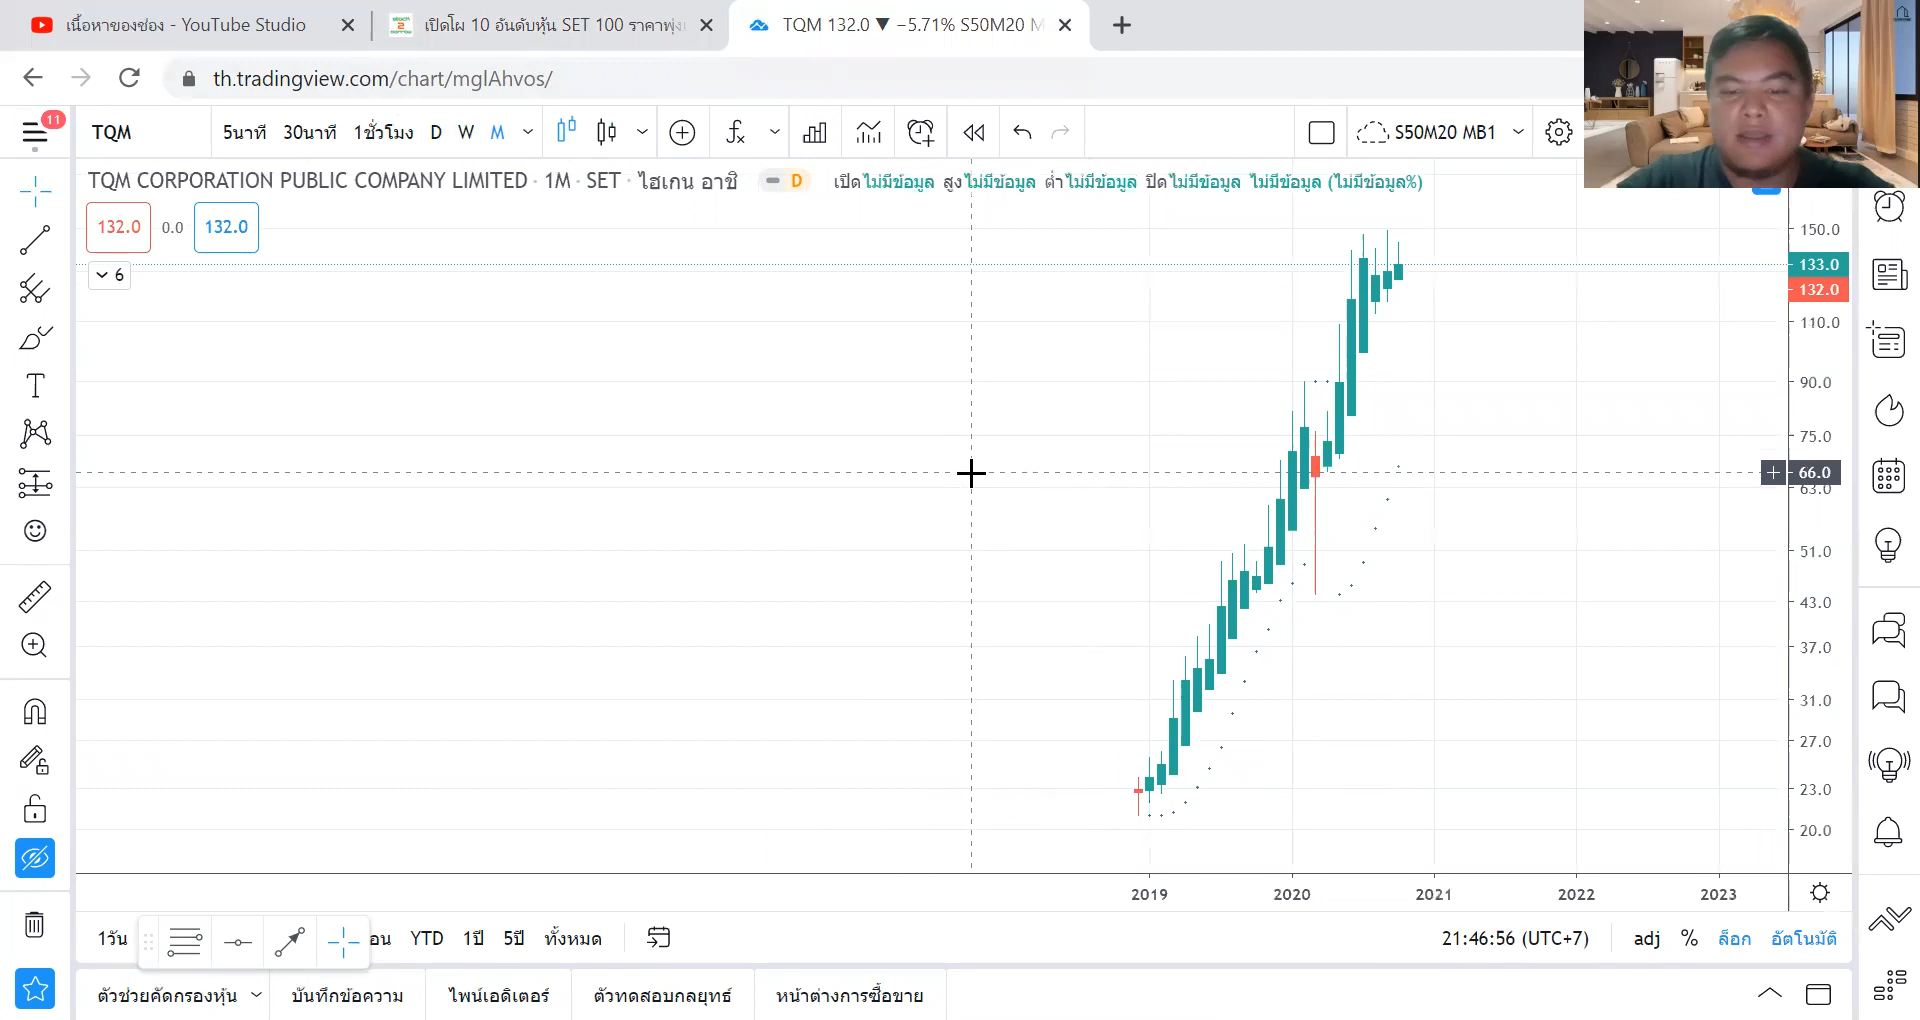 เนื้อหาของช่อง - YouTube Studio
stock 2 morrow
เปิดโผ 10 อันดับหุ้น SET 100 ราคาพุ่ง
TQM 132.0 ▼ −5.71% S50M20 M
th.tradingview.com/chart/mglAhvos/
11
TQM
5นาที 30นาที 1ชั่วโมง D W M
S50M20 MB1
TQM CORPORATION PUBLIC COMPANY LIMITED · 1M · SET · ไฮเกน อาชิ
D
เปิดไม่มีข้อมูล สูงไม่มีข้อมูล ต่ำไม่มีข้อมูล ปิดไม่มีข้อมูล ไม่มีข้อมูล (ไม่มีข้อมูล%)
132.0 0.0 132.0
6
150.0
133.0
132.0
110.0
90.0
75.0
66.0
63.0
51.0
43.0
37.0
31.0
27.0
23.0
20.0
2019 2020 2021 2022 2023
1วัน
อน YTD 1ปี 5ปี ทั้งหมด
21:46:56 (UTC+7) adj % ล็อก อัตโนมัติ
ตัวช่วยคัดกรองหุ้น บันทึกข้อความ ไพน์เอดิเตอร์ ตัวทดสอบกลยุทธ์ หน้าต่างการซื้อขาย